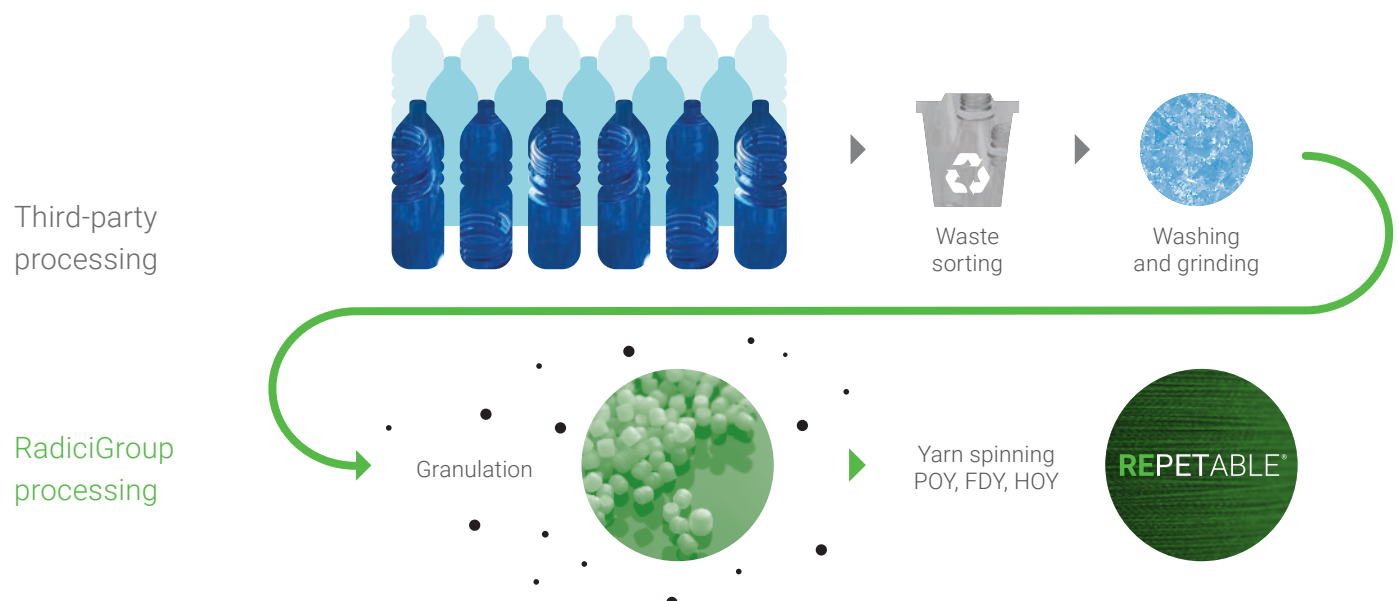 Third-party
processing
Waste
sorting
Washing
and grinding
RadiciGroup
processing
Granulation
Yarn spinning
POY, FDY, HOY
REPETABLE®